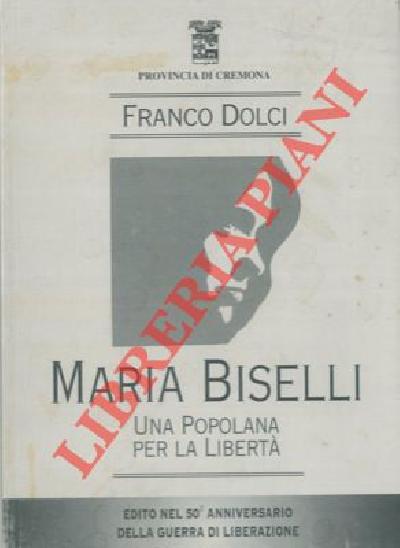 PROVINCIA DI CREMONA
FRANCO DOLCI
LIBRERIA PIANI
MARIA BISELLI
UNA POPOLANA
PER LA LIBERTÀ
EDITO NEL 50° ANNIVERSARIO
DELLA GUERRA DI LIBERAZIONE